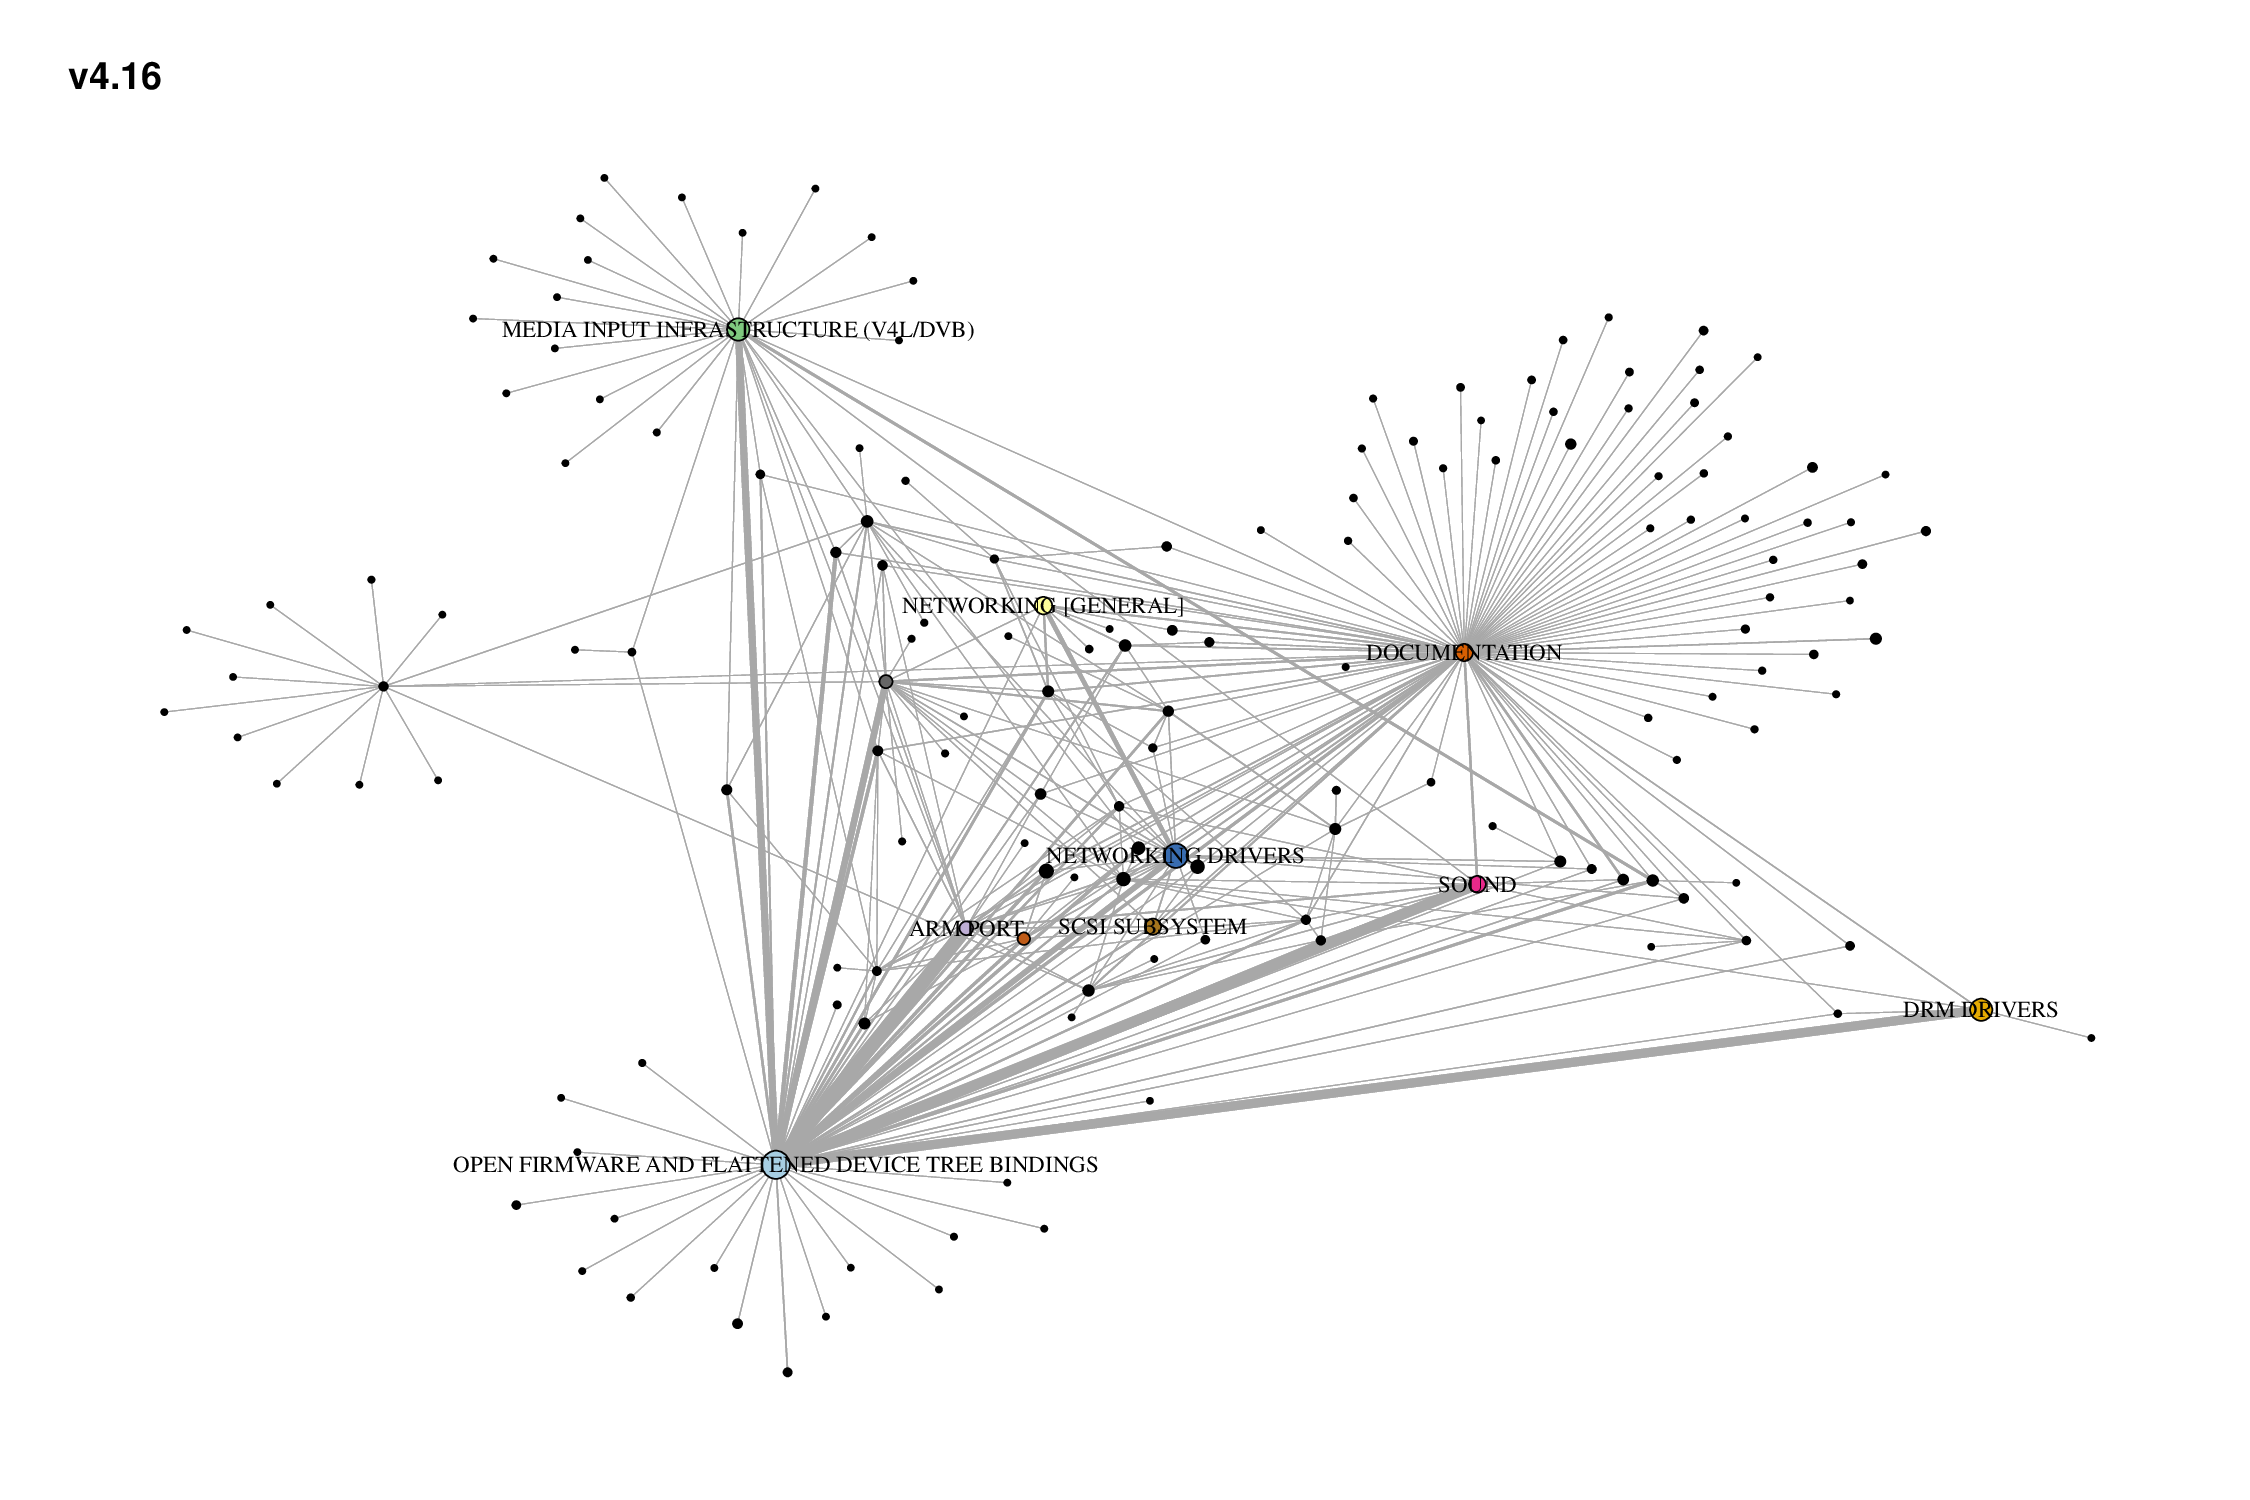 v4.16
MEDIA INPUT INFRASTRUCTURE (V4L/DVB)
NETWORKING [GENERAL]
DOCUMENTATION
NETWORKING DRIVERS
SOUND
ARM PORT
SCSI SUBSYSTEM
DRM DRIVERS
OPEN FIRMWARE AND FLATTENED DEVICE TREE BINDINGS